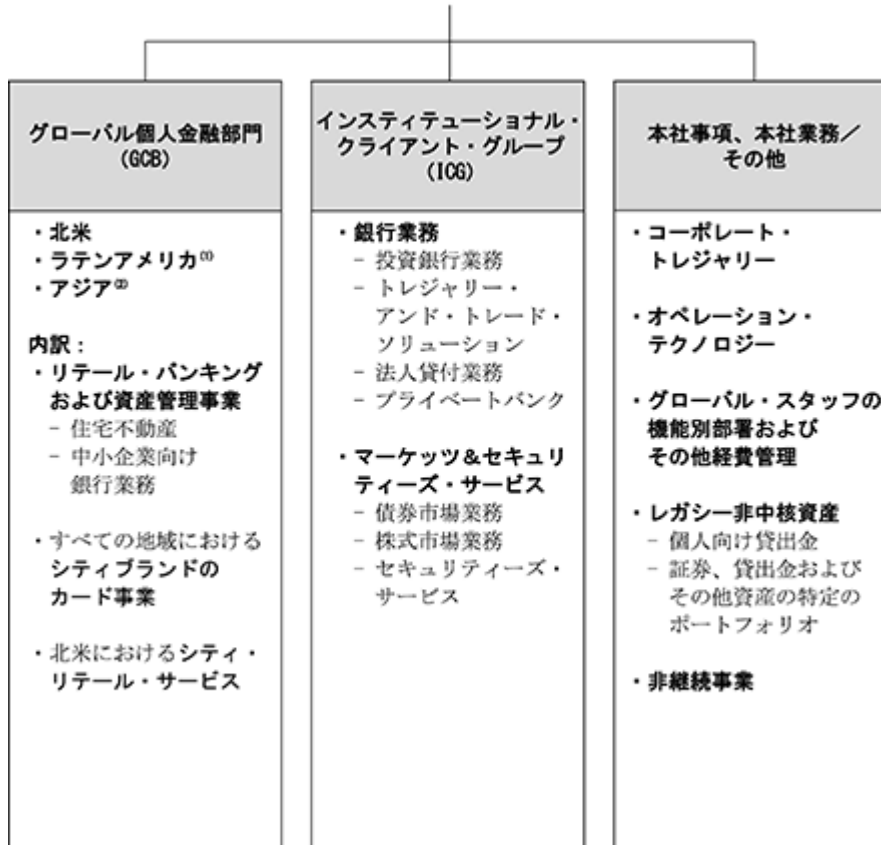 グローバル個人金融部門
(GCB)
・北米
・ラテンアメリカ⁽¹⁾
・アジア⁽²⁾
内訳：
・リテール・バンキング
および資産管理事業
− 住宅不動産
− 中小企業向け
銀行業務
・すべての地域における
シティブランドの
カード事業
・北米におけるシティ・
リテール・サービス
インスティテューショナル・
クライアント・グループ
(ICG)
・銀行業務
− 投資銀行業務
− トレジャリー・
アンド・トレード・
ソリューション
− 法人貸付業務
− プライベートバンク
・マーケッツ＆セキュリ
ティーズ・サービス
− 債券市場業務
− 株式市場業務
− セキュリティーズ・
サービス
本社事項、本社業務／
その他
・コーポレート・
トレジャリー
・オペレーション・
テクノロジー
・グローバル・スタッフの
機能別部署および
その他経費管理
・レガシー非中核資産
− 個人向け貸出金
− 証券、貸出金および
その他資産の特定の
ポートフォリオ
・非継続事業